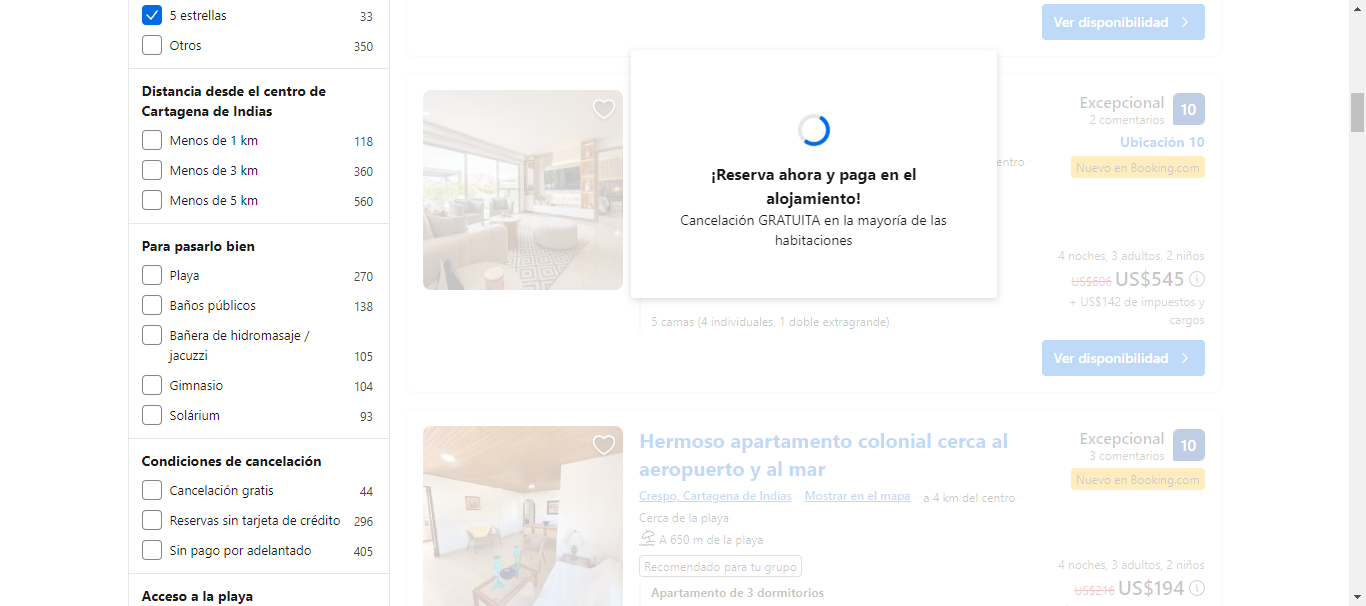 5 estrellas 33
Otros 350
Distancia desde el centro de
Cartagena de Indias
Menos de 1 km 118
Menos de 3 km 360
Menos de 5 km 560
Para pasarlo bien
Playa 270
Baños públicos 138
Bañera de hidromasaje /
jacuzzi 105
Gimnasio 104
Solárium 93
Condiciones de cancelación
Cancelación gratis 44
Reservas sin tarjeta de crédito 296
Sin pago por adelantado 405
Acceso a la playa
Ver disponibilidad
¡Reserva ahora y paga en el
alojamiento!
Cancelación GRATUITA en la mayoría de las
habitaciones
entro
Excepcional 10
2 comentarios
Ubicación 10
Nuevo en Booking.com
5 camas (4 individuales, 1 doble extragrande)
4 noches, 3 adultos, 2 niños
US$606 US$545
+ US$142 de impuestos y
cargos
Ver disponibilidad
Hermoso apartamento colonial cerca al
aeropuerto y al mar
Crespo, Cartagena de Indias Mostrar en el mapa a 4 km del centro
Cerca de la playa
A 650 m de la playa
Recomendado para tu grupo
Apartamento de 3 dormitorios
Excepcional 10
3 comentarios
Nuevo en Booking.com
4 noches, 3 adultos, 2 niños
US$216 US$194